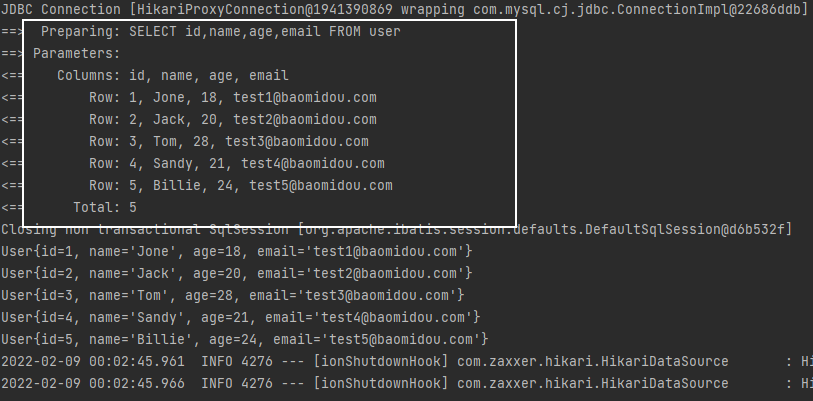 JDBC Connection [HikariProxyConnection@1941390869 wrapping com.mysql.cj.jdbc.ConnectionImpl@22686ddb]
==>  Preparing: SELECT id,name,age,email FROM user
==> Parameters:
<==    Columns: id, name, age, email
<==        Row: 1, Jone, 18, test1@baomidou.com
<==        Row: 2, Jack, 20, test2@baomidou.com
<==        Row: 3, Tom, 28, test3@baomidou.com
<==        Row: 4, Sandy, 21, test4@baomidou.com
<==        Row: 5, Billie, 24, test5@baomidou.com
<==      Total: 5
Closing non transactional SqlSession [org.apache.ibatis.session.defaults.DefaultSqlSession@d6b532f]
User{id=1, name='Jone', age=18, email='test1@baomidou.com'}
User{id=2, name='Jack', age=20, email='test2@baomidou.com'}
User{id=3, name='Tom', age=28, email='test3@baomidou.com'}
User{id=4, name='Sandy', age=21, email='test4@baomidou.com'}
User{id=5, name='Billie', age=24, email='test5@baomidou.com'}
2022-02-09 00:02:45.961  INFO 4276 --- [ionShutdownHook] com.zaxxer.hikari.HikariDataSource       : Hi
2022-02-09 00:02:45.966  INFO 4276 --- [ionShutdownHook] com.zaxxer.hikari.HikariDataSource       : Hi